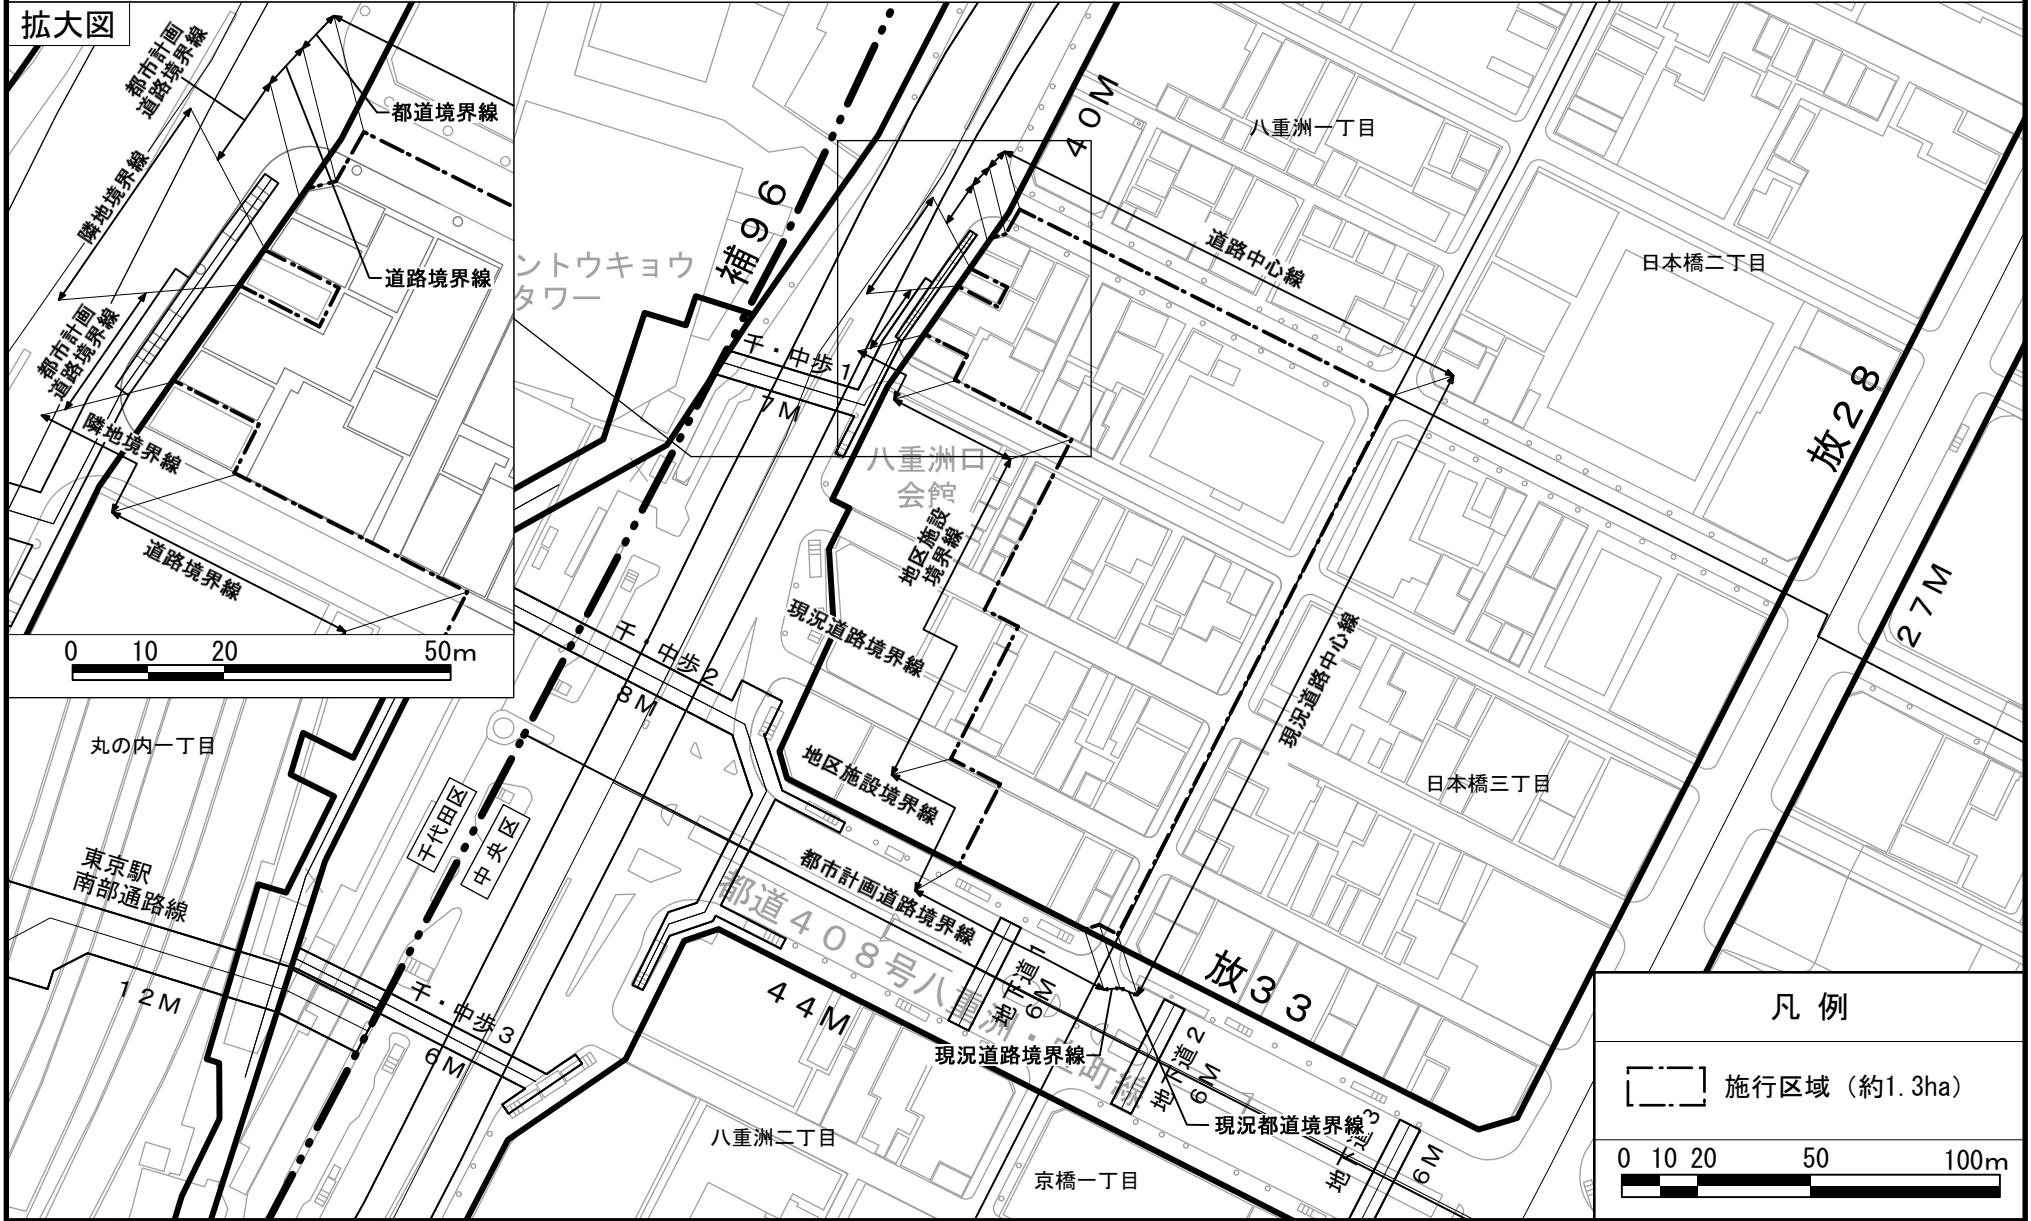 拡大図
都市計画
道路境界線
都道境界線
隣地境界線
道路境界線
都市計画
道路境界線
隣地境界線
道路境界線
0 10 20 50m
ントウキョウ
タワー
補96
40M
八重洲一丁目
道路中心線
日本橋二丁目
千・中歩1
7M
八重洲口
会館
地区施設
境界線
放28
27M
現況道路境界線
千・中歩2
8M
現況道路中心線
丸の内一丁目
地区施設境界線
日本橋三丁目
千代田区
中央区
東京駅
南部通路線
都市計画道路境界線
都道408号八重洲・
町線
12M
千・中歩3
6M
44M
地下道1
6M
放33
現況道路境界線
地下道2
6M
現況都道境界線
地下道3
6M
八重洲二丁目
京橋一丁目
凡例
施行区域(約1.3ha)
0 10 20 50 100m